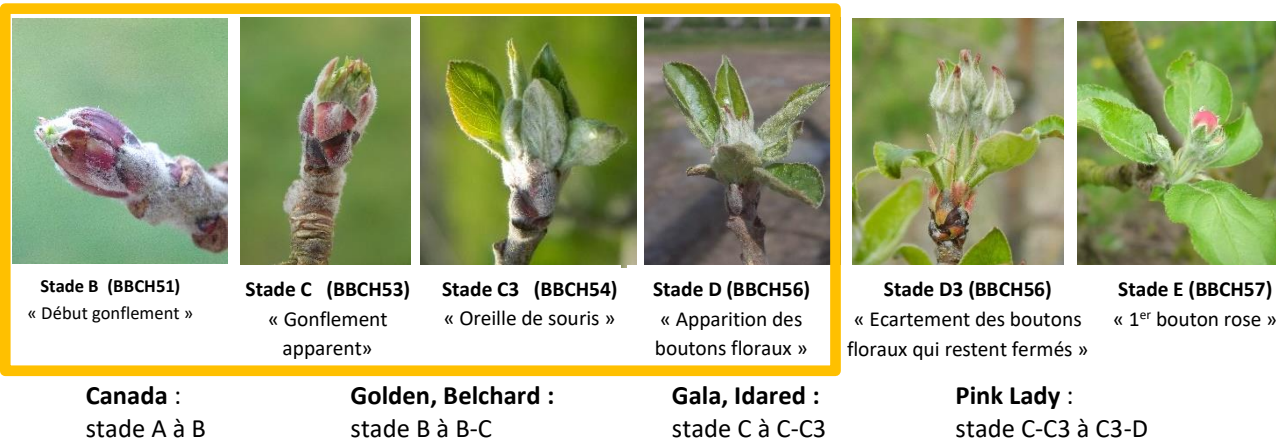 Stade B (BBCH51)
« Début gonflement »
Stade C (BBCH53)
« Gonflement
apparent»
Stade C3 (BBCH54)
« Oreille de souris »
Stade D (BBCH56)
« Apparition des
boutons floraux »
Stade D3 (BBCH56)
« Ecartement des boutons
floraux qui restent fermés »
Stade E (BBCH57)
« 1er bouton rose »
Canada :
stade A à B
Golden, Belchard :
stade B à B-C
Gala, Idared :
stade C à C-C3
Pink Lady :
stade C-C3 à C3-D